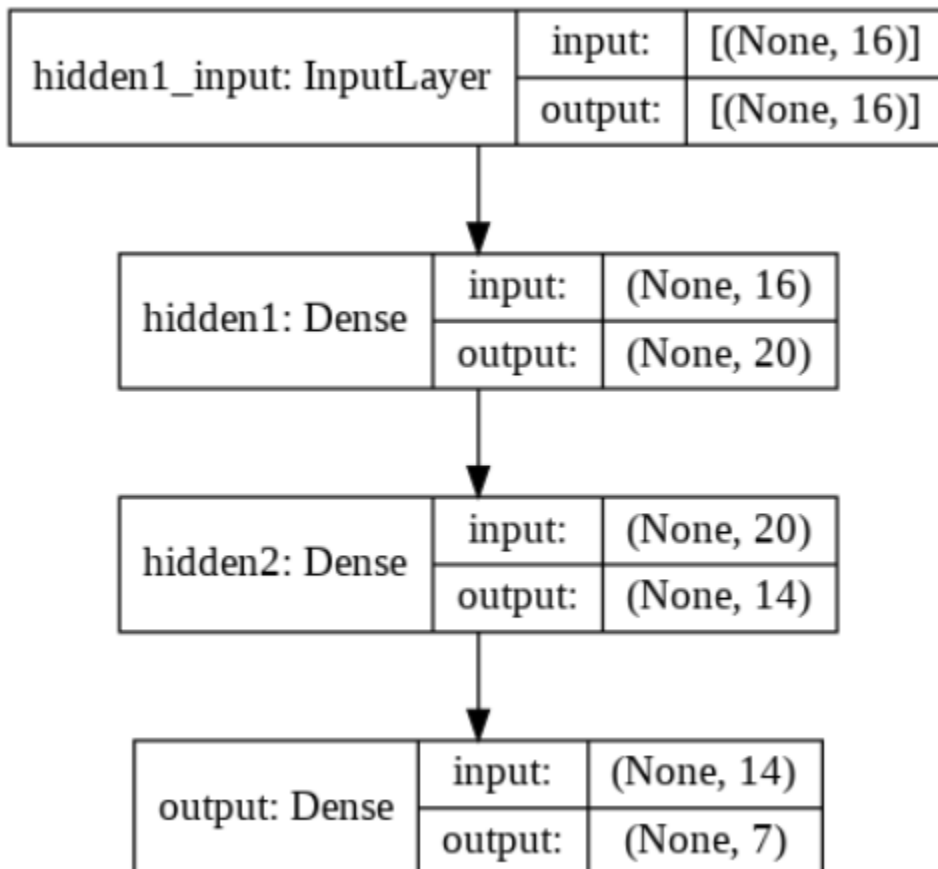 hidden1_input: InputLayer
input: [(None, 16)]
output: [(None, 16)]
hidden1: Dense
input: (None, 16)
output: (None, 20)
hidden2: Dense
input: (None, 20)
output: (None, 14)
output: Dense
input: (None, 14)
output: (None, 7)